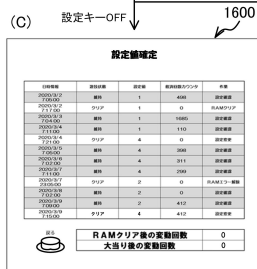 (C)
設定キーOFF
1600
設定値確定
日時情報 遊技状態 設定値 総回転数カウンタ 作業
2020/3/2 7:05:00 維持 1 498 設定確認
2020/3/2 7:17:00 クリア 1 0 RAMクリア
2020/3/3 7:04:00 維持 1 1685 設定確認
2020/3/4 7:11:00 維持 1 110 設定確認
2020/3/4 7:21:00 クリア 4 0 設定変更
2020/3/5 7:05:00 維持 4 398 設定確認
2020/3/6 7:02:00 維持 4 311 設定確認
2020/3/7 7:11:00 維持 4 299 設定確認
2020/3/7 23:05:00 クリア 2 0 RAMエラー解除
2020/3/8 7:02:00 維持 2 0 設定確認
2020/3/9 7:09:00 維持 2 412 設定確認
2020/3/9 7:15:00 クリア 4 412 設定変更
戻る
RAMクリア後の変動回数 0
大当り後の変動回数 0